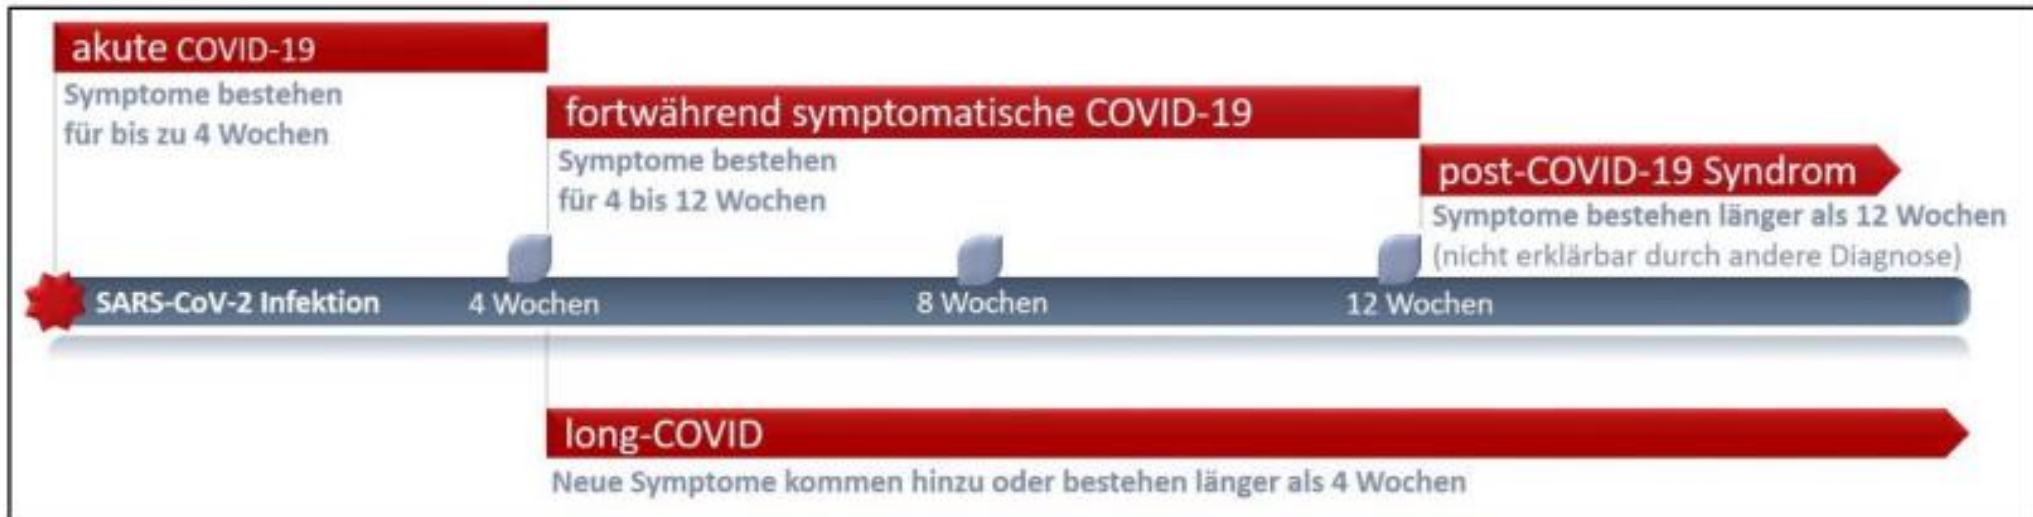 akute COVID-19
Symptome bestehen
für bis zu 4 Wochen
fortwährend symptomatische COVID-19
Symptome bestehen
für 4 bis 12 Wochen
post-COVID-19 Syndrom
Symptome bestehen länger als 12 Wochen
(nicht erklärbar durch andere Diagnose)
SARS-CoV-2 Infektion
4 Wochen
8 Wochen
12 Wochen
long-COVID
Neue Symptome kommen hinzu oder bestehen länger als 4 Wochen